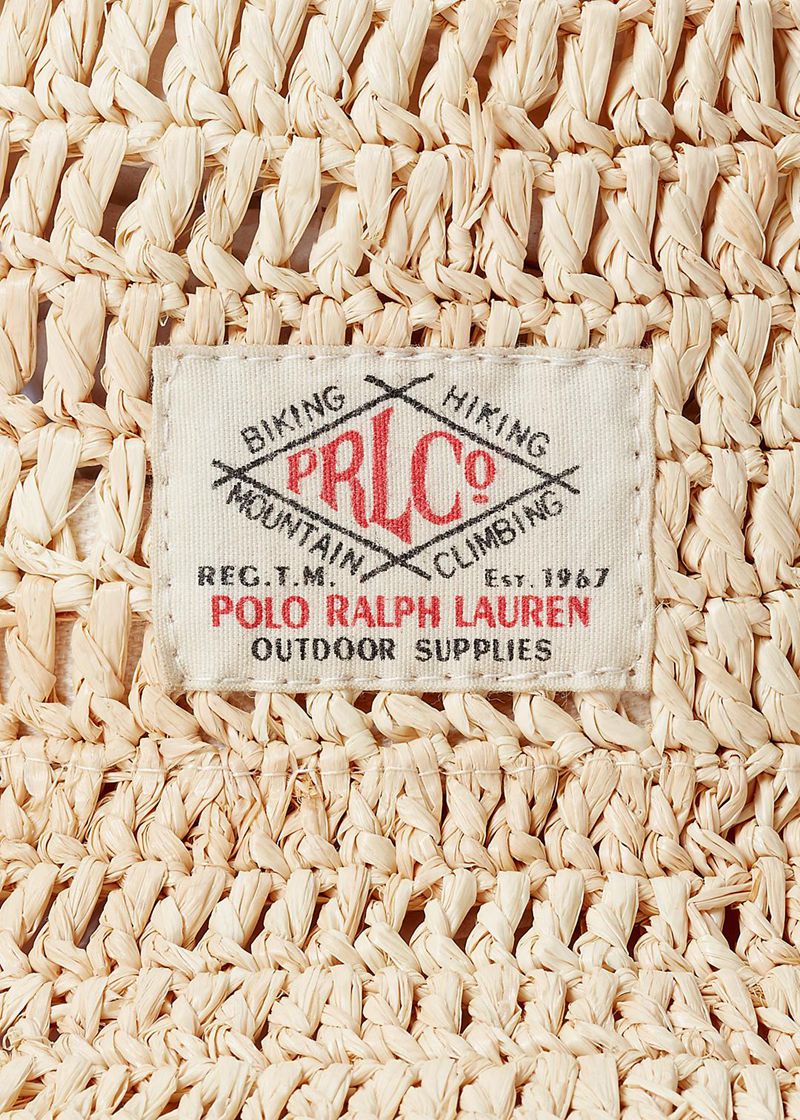 BIKING HIKING
PRLCo
MOUNTAIN CLIMBING
REG.T.M. EST. 1967
POLO RALPH LAUREN
OUTDOOR SUPPLIES